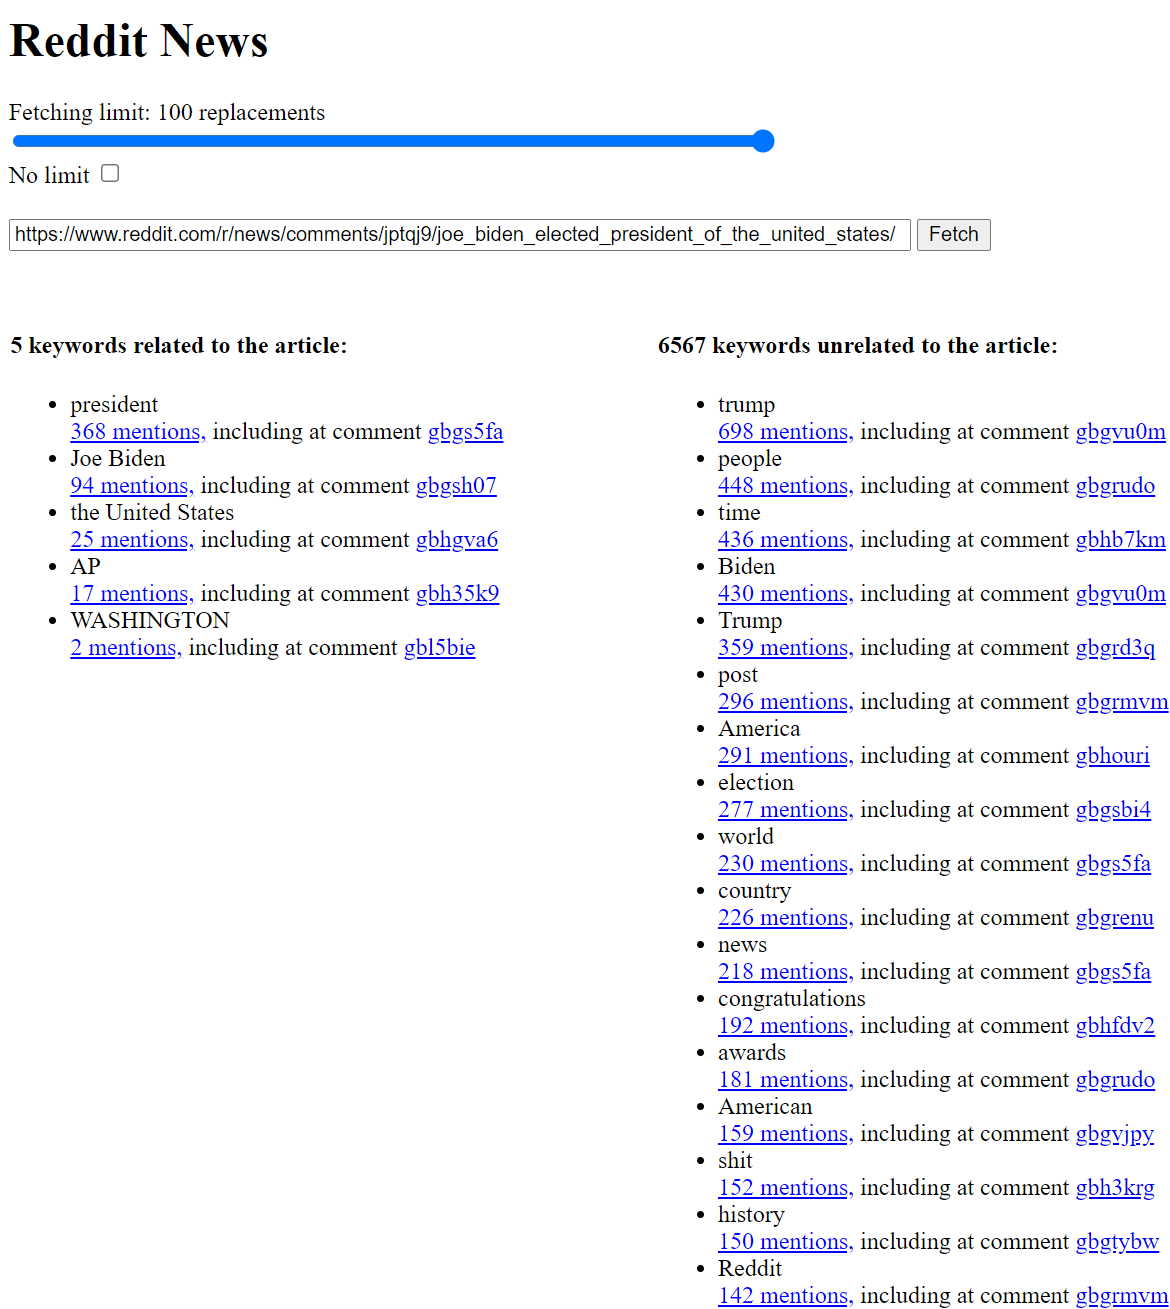 Reddit News
Fetching limit: 100 replacements
No limit
https://www.reddit.com/r/news/comments/jptqj9/joe_biden_elected_president_of_the_united_states/ Fetch
5 keywords related to the article:
president
368 mentions, including at comment gbgs5fa
Joe Biden
94 mentions, including at comment gbgsh07
the United States
25 mentions, including at comment gbhgva6
AP
17 mentions, including at comment gbh35k9
WASHINGTON
2 mentions, including at comment gbl5bie
6567 keywords unrelated to the article:
trump
698 mentions, including at comment gbgvu0m
people
448 mentions, including at comment gbgrudo
time
436 mentions, including at comment gbhb7km
Biden
430 mentions, including at comment gbgvu0m
Trump
359 mentions, including at comment gbgrd3q
post
296 mentions, including at comment gbgrmvm
America
291 mentions, including at comment gbhouri
election
277 mentions, including at comment gbgsbi4
world
230 mentions, including at comment gbgs5fa
country
226 mentions, including at comment gbgrenu
news
218 mentions, including at comment gbgs5fa
congratulations
192 mentions, including at comment gbhfdv2
awards
181 mentions, including at comment gbgrudo
American
159 mentions, including at comment gbgvjpy
shit
152 mentions, including at comment gbh3krg
history
150 mentions, including at comment gbgtybw
Reddit
142 mentions, including at comment gbgrmvm